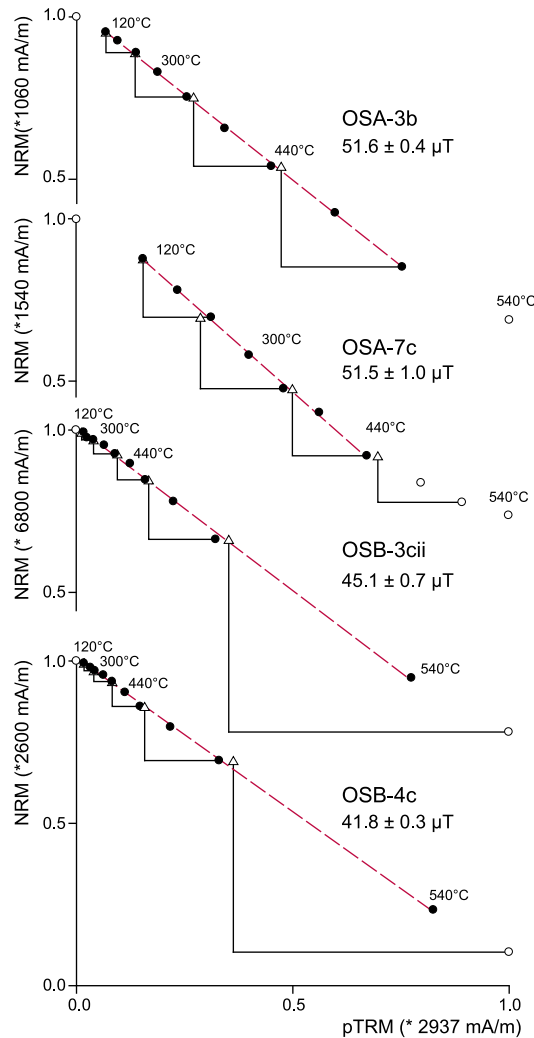 1.0
120°C
300°C
NRM(*1060 mA/m)
OSA-3b
51.6 ± 0.4 µT
440°C
0.5
1.0
120°C
540°C
NRM (*1540 mA/m)
300°C
OSA-7c
51.5 ± 1.0 µT
0.5
440°C
120°C
1.0
300°C
440°C
540°C
NRM (* 6800 mA/m)
OSB-3cii
45.1 ± 0.7 µT
0.5
120°C
1.0
300°C
540°C
440°C
NRM (*2600 mA/m)
OSB-4c
41.8 ± 0.3 µT
0.5
540°C
0.0
0.5
1.0
pTRM (* 2937 mA/m)